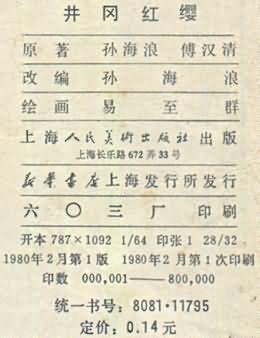 井冈红缨
原著 孙海浪 傅汉清
改编 孙海浪
绘画 易至群
上海人民美術出版社 出版
上海长乐路672弄33号
新华書店上海发行所发行
六〇三厂 印刷
开本 787×1092 1/64 印张 1 28/32
1980年2月第1版 1980年2月第1次印刷
印数 000,001—800,000
统一书号：8081·11795
定价：0.14元